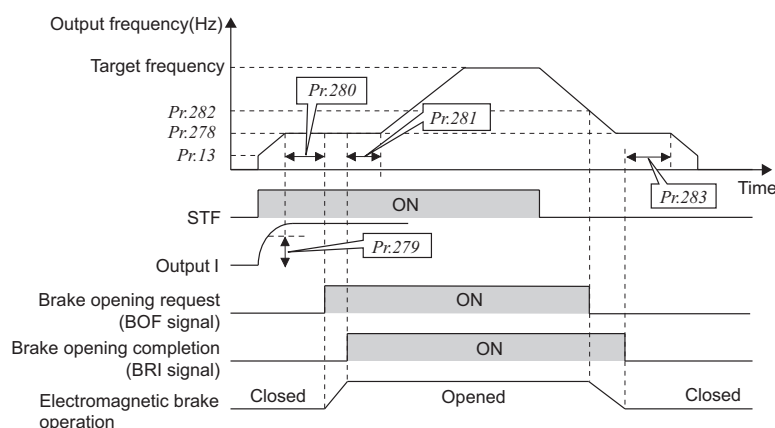 Output frequency(Hz)
Target frequency
Pr.280
Pr.282
Pr.281
Pr.278
Pr.13
Time
Pr.283
STF
ON
Pr.279
Output I
Brake opening request
(BOF signal)
ON
Brake opening completion
(BRI signal)
ON
Electromagnetic brake
operation
Closed
Opened
Closed